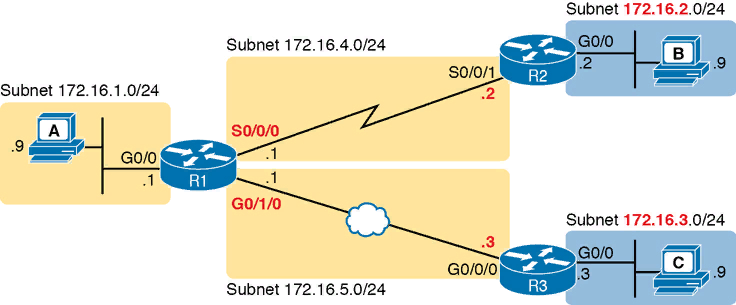 Subnet 172.16.2.0/24
Subnet 172.16.4.0/24
G0/0
B
.2
.9
S0/0/1
R2
.2
Subnet 172.16.1.0/24
A
.9
S0/0/0
G0/0
.1
.1
R1
.1
G0/1/0
Subnet 172.16.3.0/24
.3
G0/0
C
G0/0/0
.3
.9
R3
Subnet 172.16.5.0/24